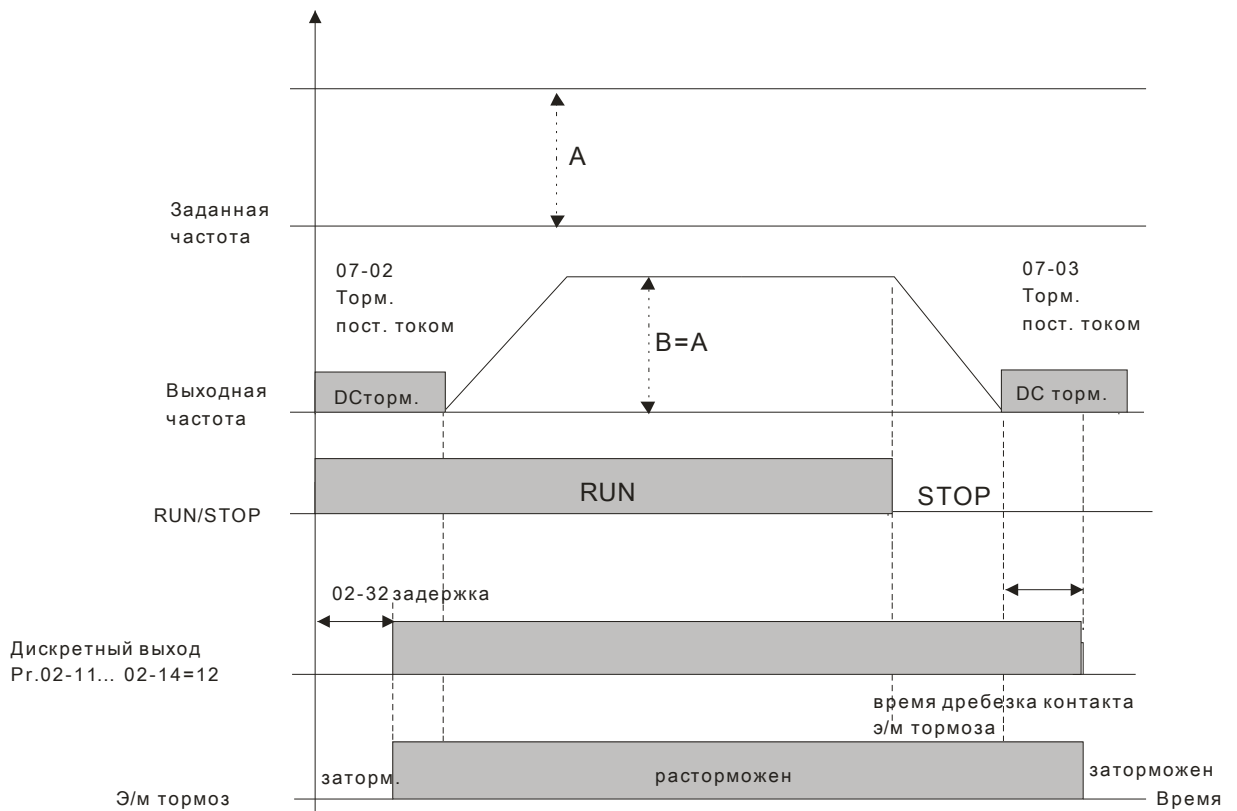 A
Заданная
частота
07-02
Торм.
пост. током
07-03
Торм.
пост. током
B=A
Выходная
частота
DCторм.
DC торм.
RUN
STOP
RUN/STOP
02-32 задержка
Дискретный выход
Pr.02-11... 02-14=12
время дребезка контакта
э/м тормоза
заторм.
расторможен
заторможен
Э/м тормоз
Время